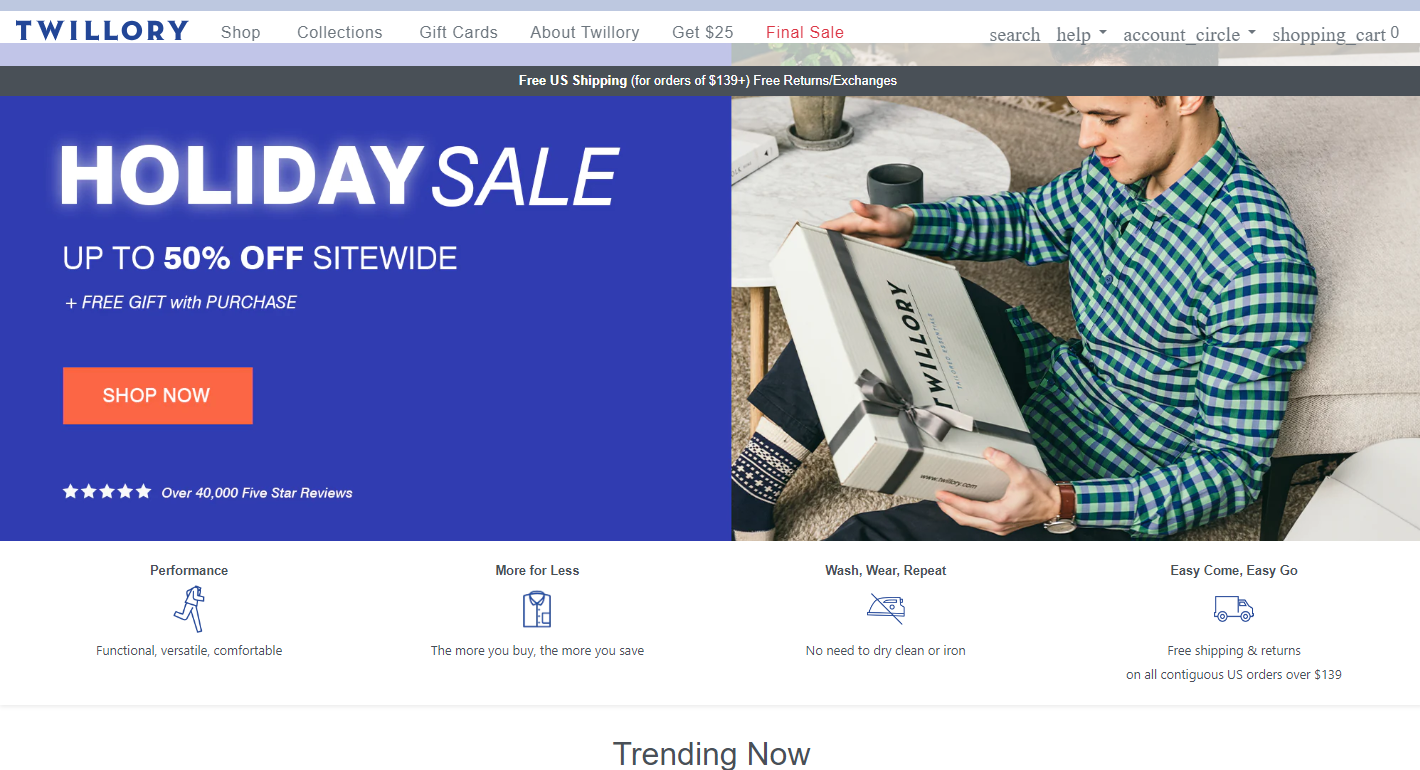 TWILLORY
Shop
Collections
Gift Cards
About Twillory
Get $25
Final Sale
search
help
account_circle
shopping_cart 0
Free US Shipping (for orders of $139+) Free Returns/Exchanges
HOLIDAY SALE
UP TO 50% OFF SITEWIDE
+ FREE GIFT with PURCHASE
SHOP NOW
Over 40,000 Five Star Reviews
TWILLORY
TAILORED ESSENTIALS
www.twillory.com
Performance
Functional, versatile, comfortable
More for Less
The more you buy, the more you save
Wash, Wear, Repeat
No need to dry clean or iron
Easy Come, Easy Go
Free shipping & returns
on all contiguous US orders over $139
Trending Now